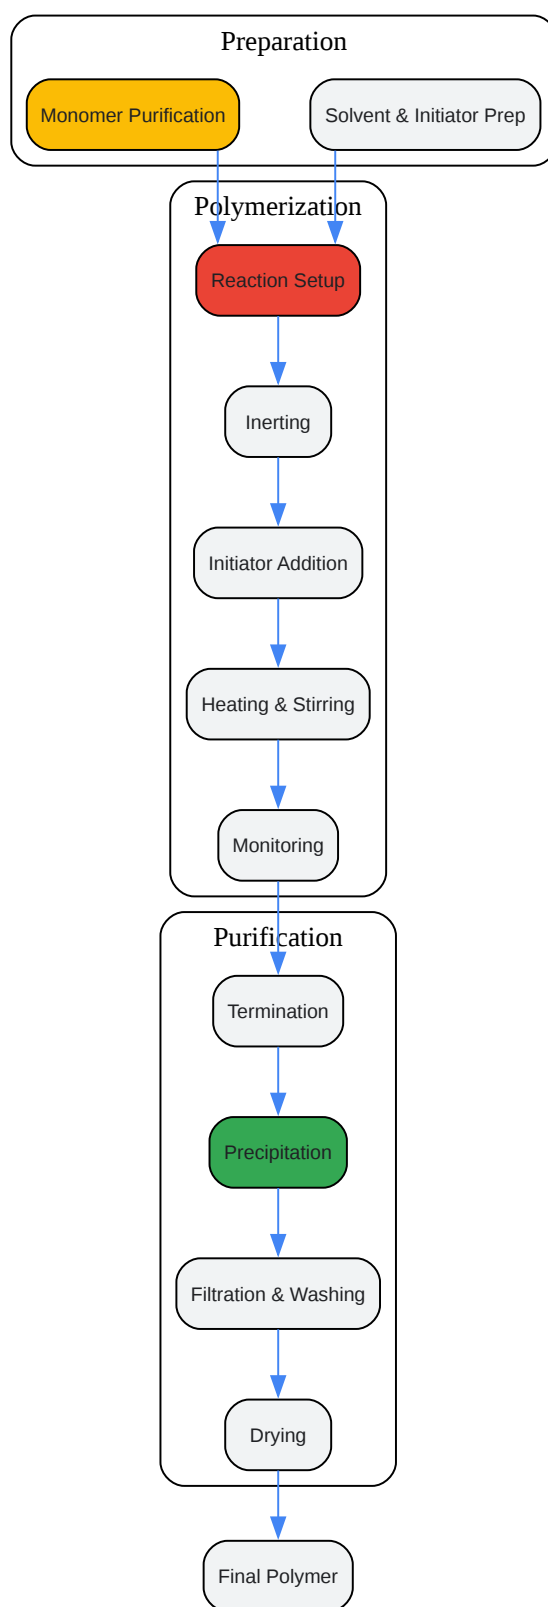 Preparation
Monomer Purification
Solvent & Initiator Prep
Polymerization
Reaction Setup
Inerting
Initiator Addition
Heating & Stirring
Monitoring
Purification
Termination
Precipitation
Filtration & Washing
Drying
Final Polymer